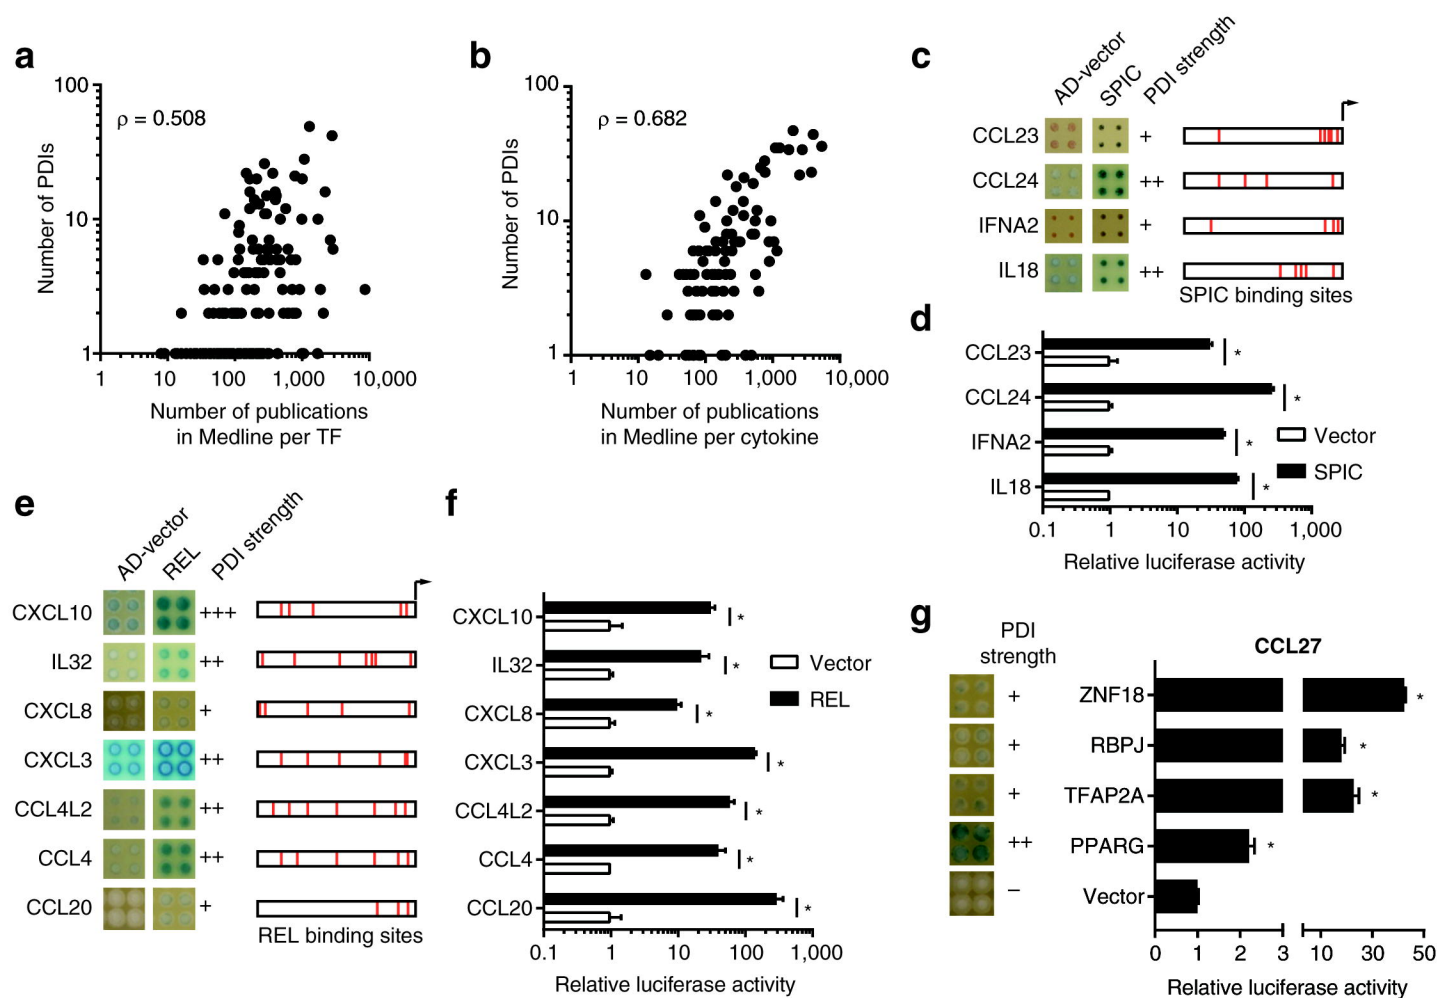 a
Number of PDIs
100
10
1
ρ = 0.508
1 10 100 1,000 10,000
Number of publications
in Medline per TF
b
Number of PDIs
100
10
1
ρ = 0.682
1 10 100 1,000 10,000
Number of publications
in Medline per cytokine
c
AD-vector
SPIC
PDI strength
CCL23 +
CCL24 ++
IFNA2 +
IL18 ++
SPIC binding sites
d
CCL23 *
CCL24 *
IFNA2 *
IL18 *
Vector
SPIC
0.1 1 10 100 1,000
Relative luciferase activity
e
AD-vector
REL
PDI strength
CXCL10 +++
IL32 ++
CXCL8 +
CXCL3 ++
CCL4L2 ++
CCL4 ++
CCL20 +
REL binding sites
f
CXCL10 *
IL32 *
CXCL8 *
CXCL3 *
CCL4L2 *
CCL4 *
CCL20 *
Vector
REL
0.1 1 10 100 1,000
Relative luciferase activity
g
PDI
strength
CCL27
+ ZNF18 *
+ RBPJ *
+ TFAP2A *
++ PPARG *
– Vector
0 1 2 3 10 30 50
Relative luciferase activity